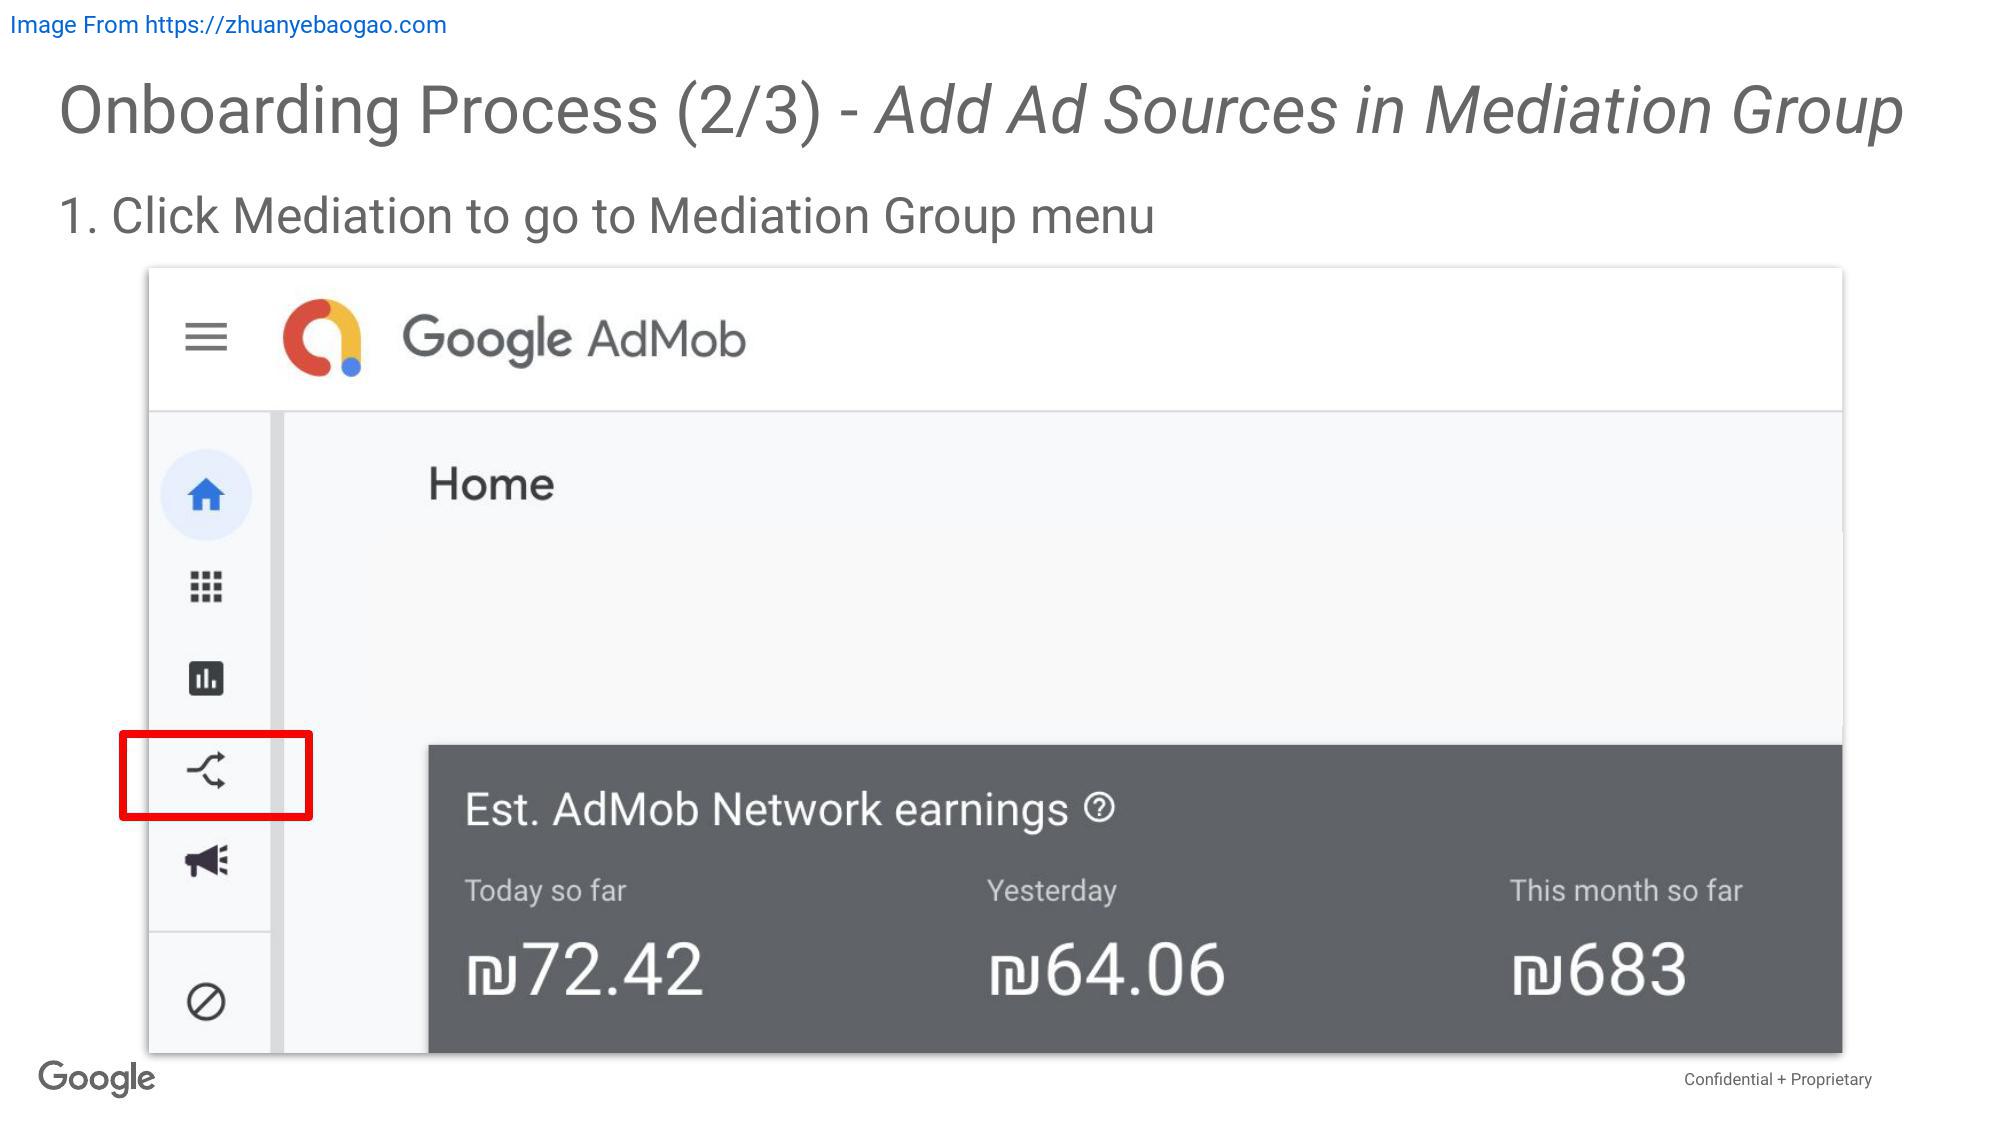 Image From https://zhuanyebaogao.com
Onboarding Process (2/3) - Add Ad Sources in Mediation Group
1. Click Mediation to go to Mediation Group menu
Google AdMob
Home
Est. AdMob Network earnings
Today so far
Yesterday
This month so far
₪72.42
₪64.06
₪683
Google
Confidential + Proprietary